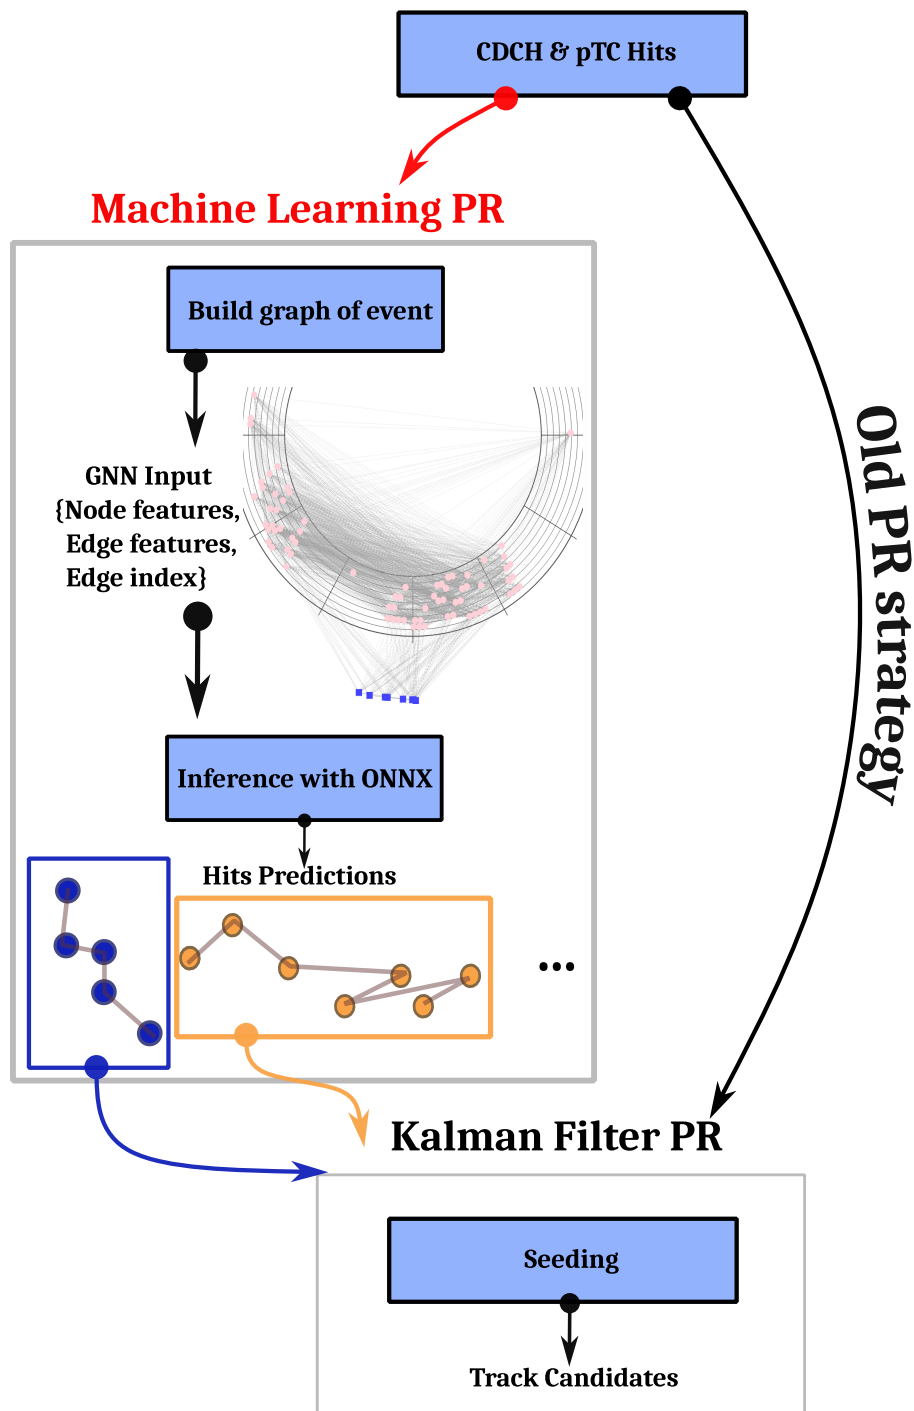 CDCH & pTC Hits
Machine Learning PR
Build graph of event
GNN Input
{Node features,
Edge features,
Edge index}
Old PR strategy
Inference with ONNX
Hits Predictions
...
Kalman Filter PR
Seeding
Track Candidates